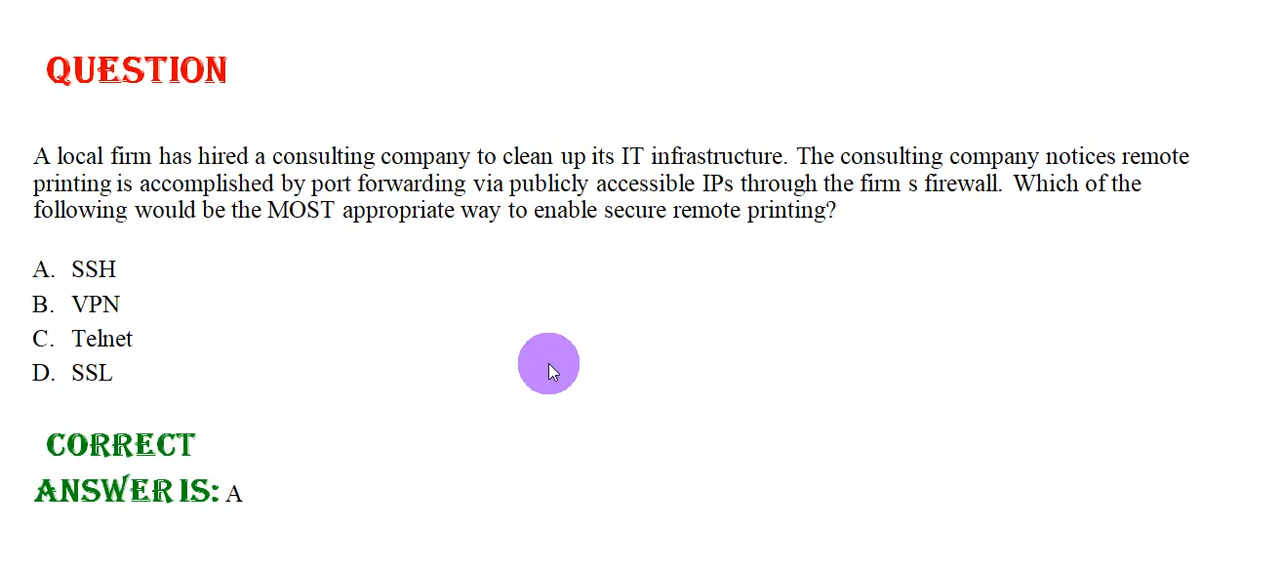 QUESTION
A local firm has hired a consulting company to clean up its IT infrastructure. The consulting company notices remote
printing is accomplished by port forwarding via publicly accessible IPs through the firm s firewall. Which of the
following would be the MOST appropriate way to enable secure remote printing?
A. SSH
B. VPN
C. Telnet
D. SSL
CORRECT
ANSWER IS: A